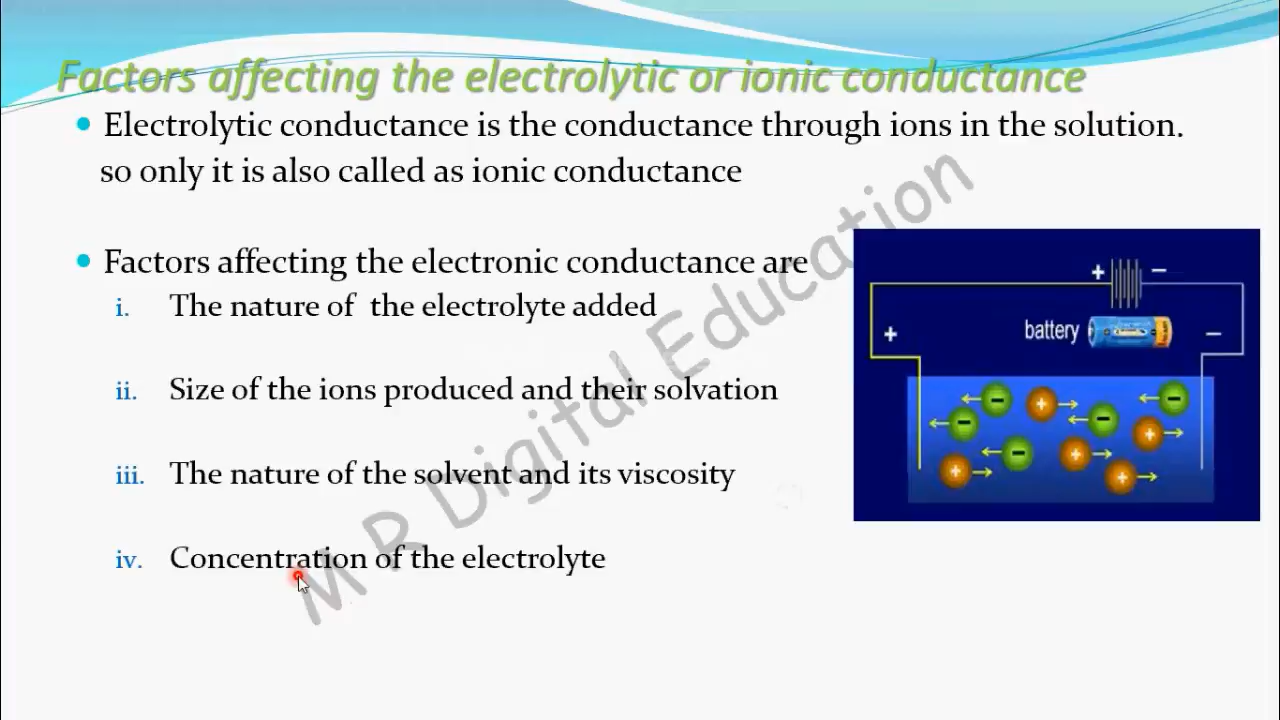 Factors affecting the electrolytic or ionic conductance
Electrolytic conductance is the conductance through ions in the solution.
so only it is also called as ionic conductance
Factors affecting the electronic conductance are
i. The nature of the electrolyte added
ii. Size of the ions produced and their solvation
iii. The nature of the solvent and its viscosity
iv. Concentration of the electrolyte
+ −
+ battery −
− + − − +
− − + +
+ +
M R Digital Education